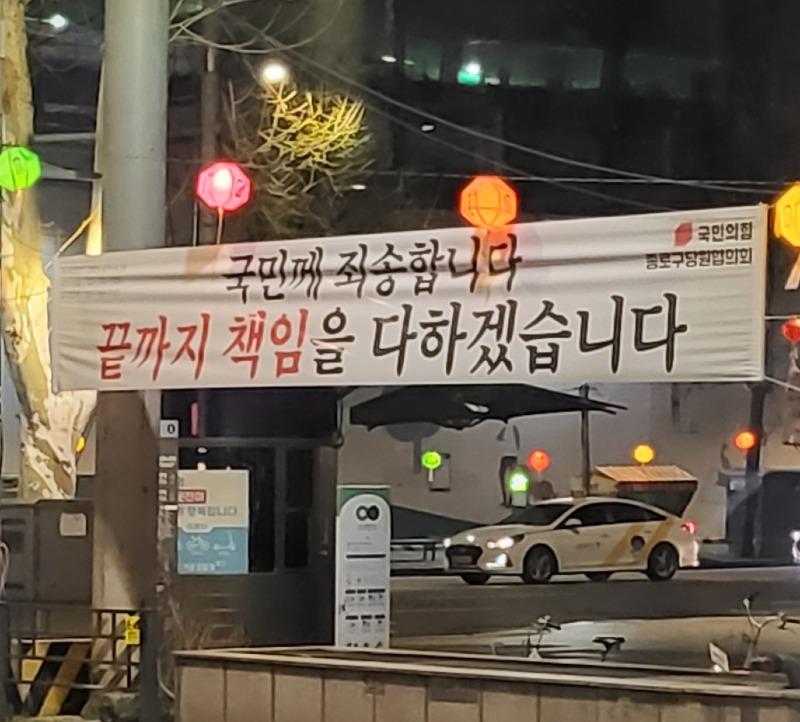 국민의힘
종로구당원협의회
국민께 죄송합니다
끝까지 책임을 다하겠습니다